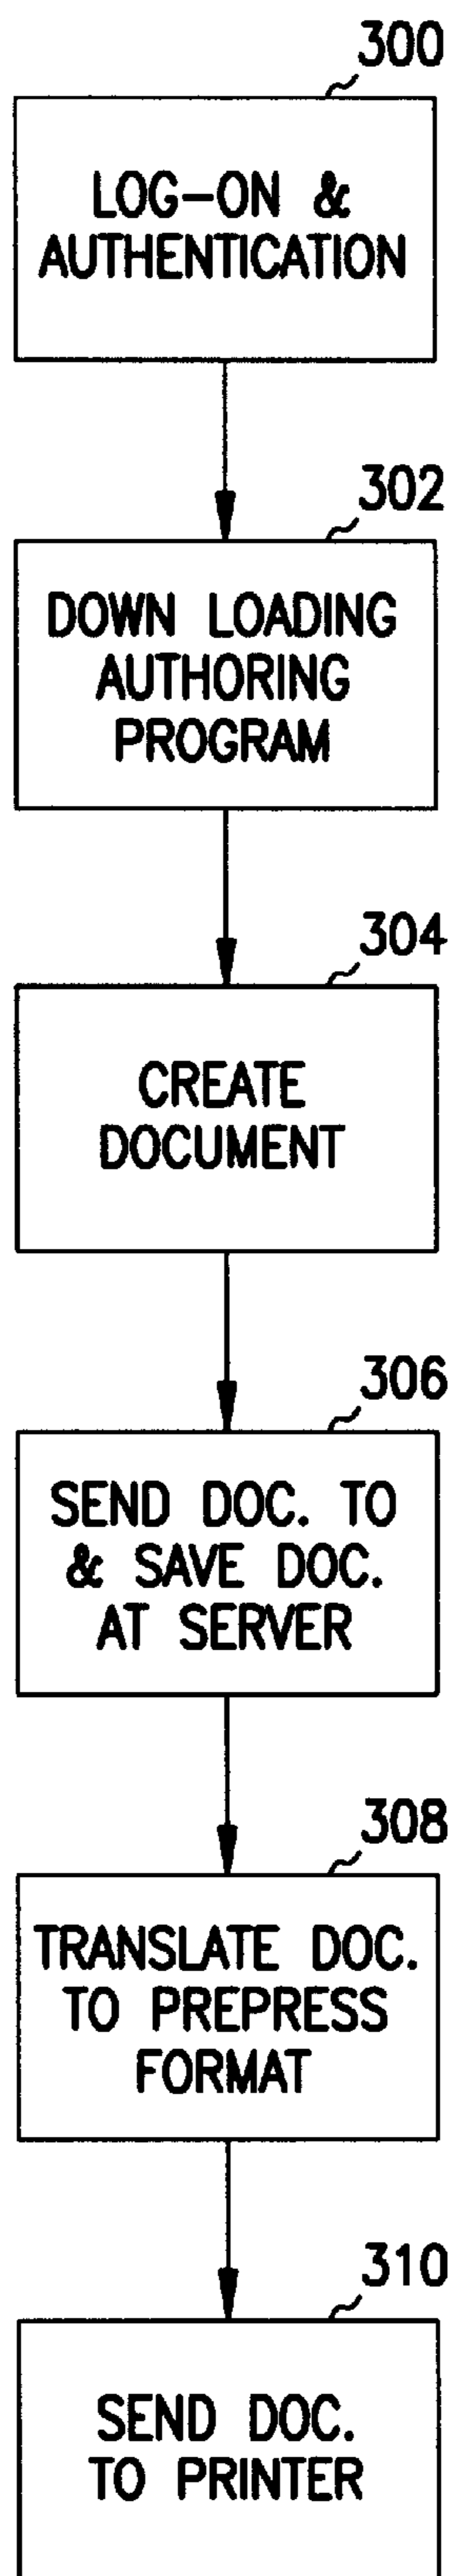 300
LOG-ON &
AUTHENTICATION
302
DOWN LOADING
AUTHORING
PROGRAM
304
CREATE
DOCUMENT
306
SEND DOC. TO
& SAVE DOC.
AT SERVER
308
TRANSLATE DOC.
TO PREPRESS
FORMAT
310
SEND DOC.
TO PRINTER